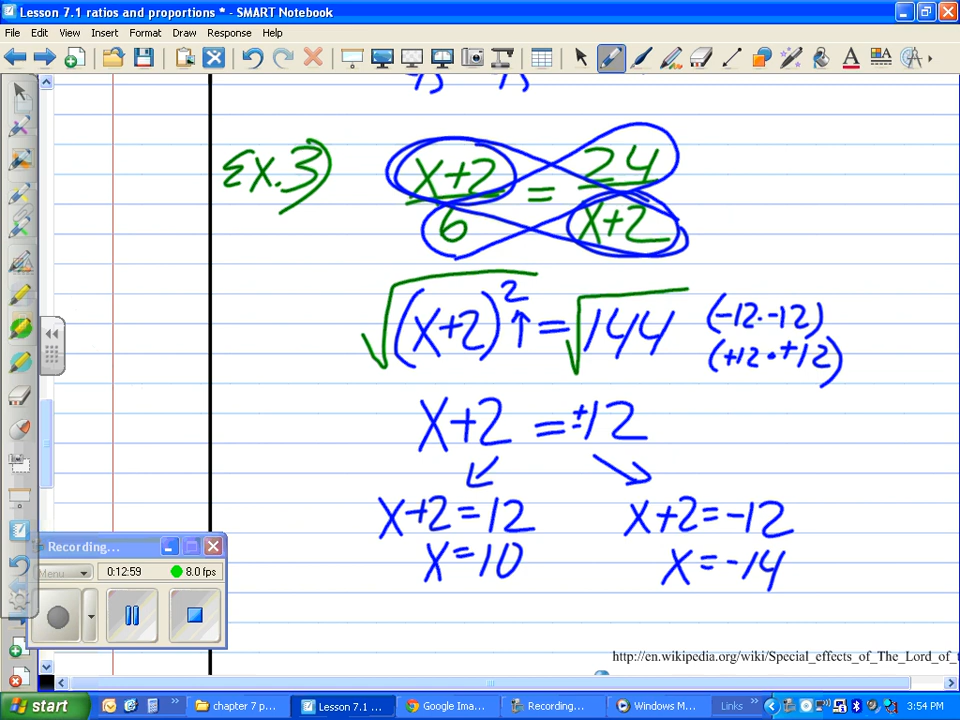 Lesson 7.1 ratios and proportions * - SMART Notebook
File Edit View Insert Format Draw Response Help
Ex.3)
x+2 = 24
6 x+2
√(x+2)² = √144 (-12·-12)
(+12·+12)
x+2 = ±12
x+2=12 x+2=-12
x=10 x=-14
Recording...
Menu 0:12:59 8.0 fps
http://en.wikipedia.org/wiki/Special_effects_of_The_Lord_of_
start chapter 7 p... Lesson 7.1 ... Google Ima... Recording... Windows M... Links 3:54 PM